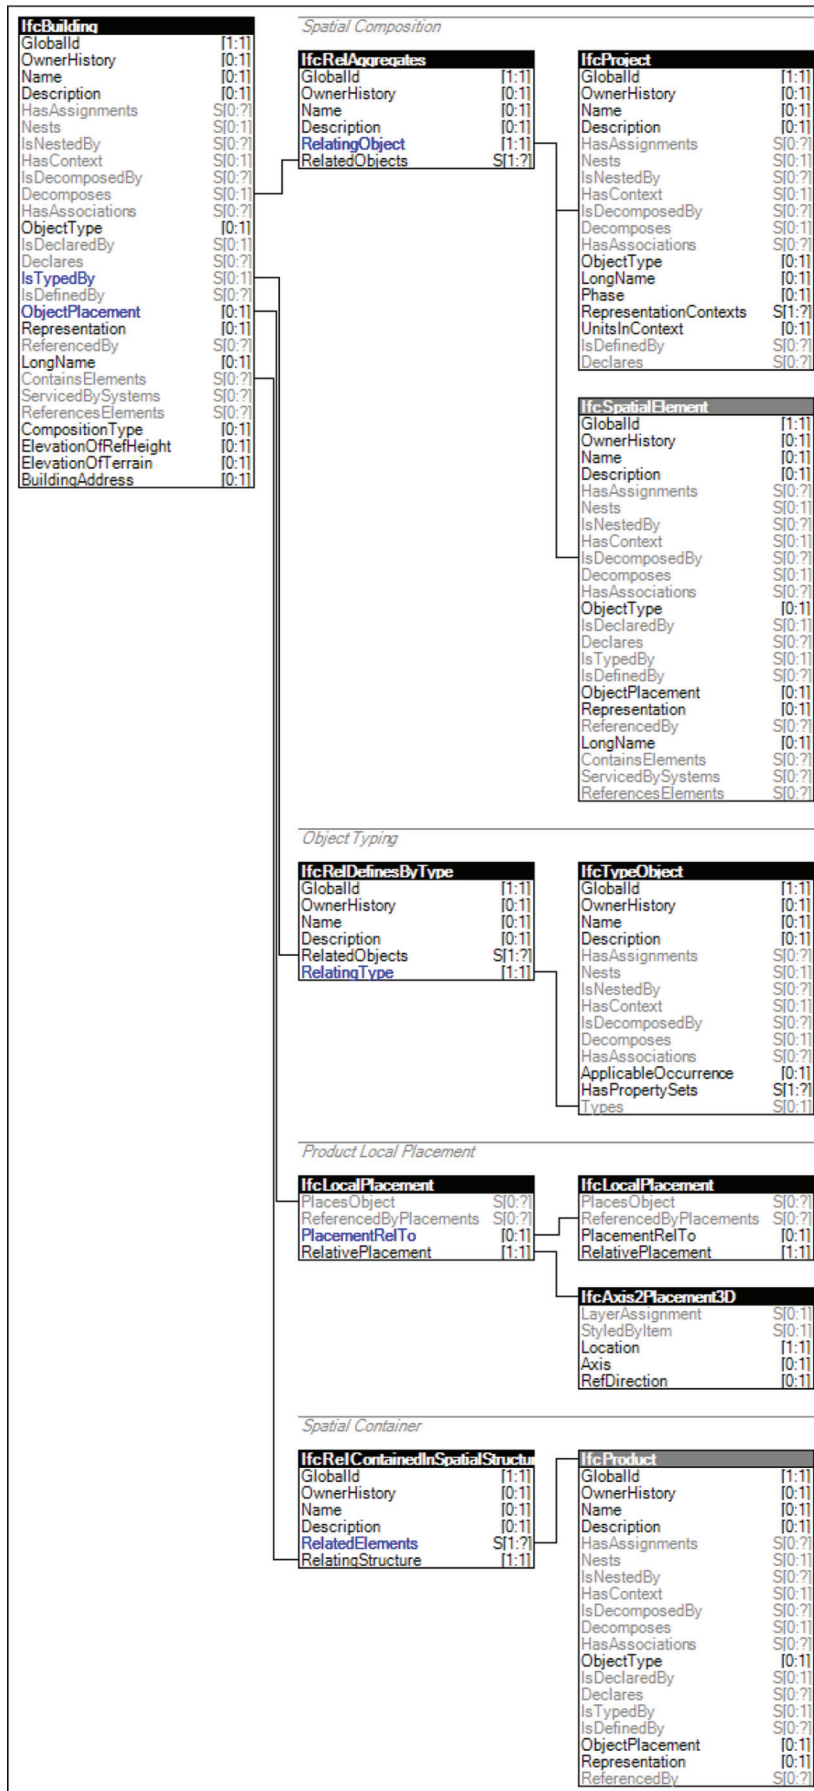 IfcBuilding
GlobalId [1:1]
OwnerHistory [0:1]
Name [0:1]
Description [0:1]
HasAssignments S[0:?]
Nests S[0:1]
IsNestedBy S[0:?]
HasContext S[0:1]
IsDecomposedBy S[0:?]
Decomposes S[0:1]
HasAssociations S[0:?]
ObjectType [0:1]
IsDeclaredBy S[0:1]
Declares S[0:?]
IsTypedBy S[0:1]
IsDefinedBy S[0:?]
ObjectPlacement [0:1]
Representation [0:1]
ReferencedBy S[0:?]
LongName [0:1]
ContainsElements S[0:?]
ServicedBySystems S[0:?]
ReferencesElements S[0:?]
CompositionType [0:1]
ElevationOfRefHeight [0:1]
ElevationOfTerrain [0:1]
BuildingAddress [0:1]
Spatial Composition
IfcRelAggregates
GlobalId [1:1]
OwnerHistory [0:1]
Name [0:1]
Description [0:1]
RelatingObject [1:1]
RelatedObjects S[1:?]
IfcProject
GlobalId [1:1]
OwnerHistory [0:1]
Name [0:1]
Description [0:1]
HasAssignments S[0:?]
Nests S[0:1]
IsNestedBy S[0:?]
HasContext S[0:1]
IsDecomposedBy S[0:?]
Decomposes S[0:1]
HasAssociations S[0:?]
ObjectType [0:1]
LongName [0:1]
Phase [0:1]
RepresentationContexts S[1:?]
UnitsInContext [0:1]
IsDefinedBy S[0:?]
Declares S[0:?]
IfcSpatialElement
GlobalId [1:1]
OwnerHistory [0:1]
Name [0:1]
Description [0:1]
HasAssignments S[0:?]
Nests S[0:1]
IsNestedBy S[0:?]
HasContext S[0:1]
IsDecomposedBy S[0:?]
Decomposes S[0:1]
HasAssociations S[0:?]
ObjectType [0:1]
IsDeclaredBy S[0:1]
Declares S[0:?]
IsTypedBy S[0:1]
IsDefinedBy S[0:?]
ObjectPlacement [0:1]
Representation [0:1]
ReferencedBy S[0:?]
LongName [0:1]
ContainsElements S[0:?]
ServicedBySystems S[0:?]
ReferencesElements S[0:?]
Object Typing
IfcRelDefinesByType
GlobalId [1:1]
OwnerHistory [0:1]
Name [0:1]
Description [0:1]
RelatedObjects S[1:?]
RelatingType [1:1]
IfcTypeObject
GlobalId [1:1]
OwnerHistory [0:1]
Name [0:1]
Description [0:1]
HasAssignments S[0:?]
Nests S[0:1]
IsNestedBy S[0:?]
HasContext S[0:1]
IsDecomposedBy S[0:?]
Decomposes S[0:1]
HasAssociations S[0:?]
ApplicableOccurrence [0:1]
HasPropertySets S[1:?]
Types S[0:1]
Product Local Placement
IfcLocalPlacement
PlacesObject S[0:?]
ReferencedByPlacements S[0:?]
PlacementRelTo [0:1]
RelativePlacement [1:1]
IfcLocalPlacement
PlacesObject S[0:?]
ReferencedByPlacements S[0:?]
PlacementRelTo [0:1]
RelativePlacement [1:1]
IfcAxis2Placement3D
LayerAssignment S[0:1]
StyledByItem S[0:1]
Location [1:1]
Axis [0:1]
RefDirection [0:1]
Spatial Container
IfcRelContainedInSpatialStructur
GlobalId [1:1]
OwnerHistory [0:1]
Name [0:1]
Description [0:1]
RelatedElements S[1:?]
RelatingStructure [1:1]
IfcProduct
GlobalId [1:1]
OwnerHistory [0:1]
Name [0:1]
Description [0:1]
HasAssignments S[0:?]
Nests S[0:1]
IsNestedBy S[0:?]
HasContext S[0:1]
IsDecomposedBy S[0:?]
Decomposes S[0:1]
HasAssociations S[0:?]
ObjectType [0:1]
IsDeclaredBy S[0:1]
Declares S[0:?]
IsTypedBy S[0:1]
IsDefinedBy S[0:?]
ObjectPlacement [0:1]
Representation [0:1]
ReferencedBy S[0:?]